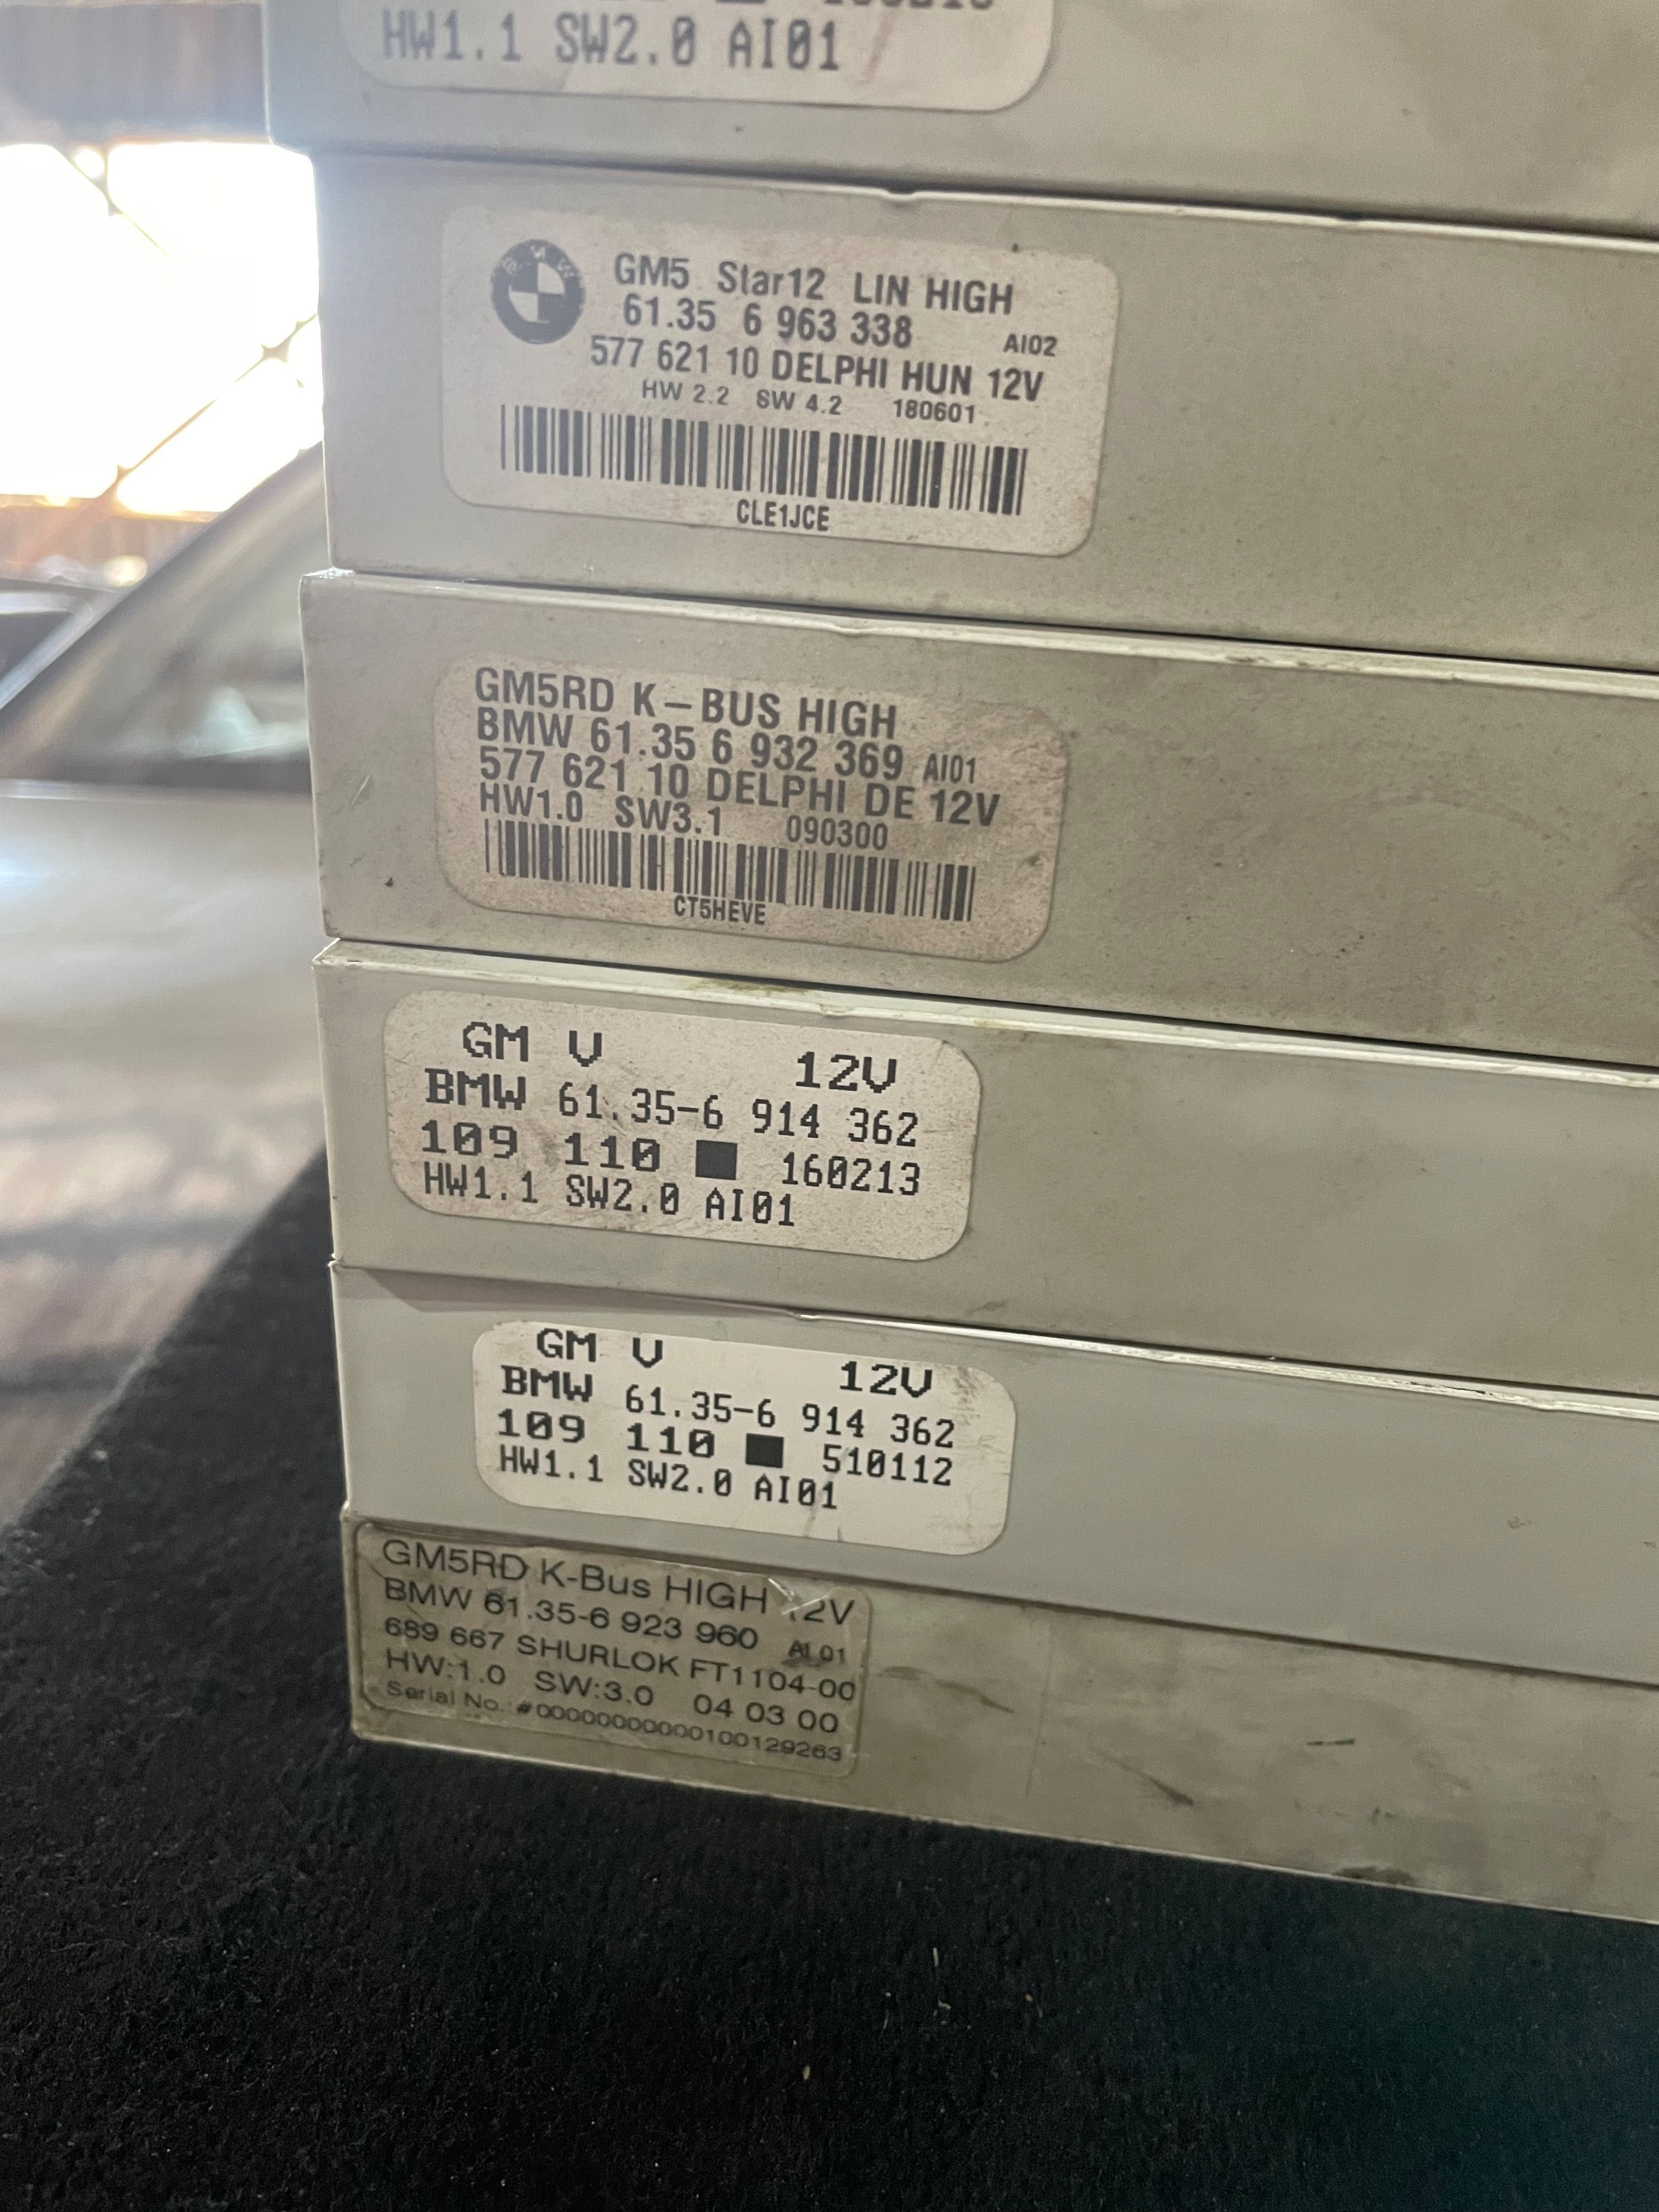 HW1.1 SW2.0 AI01
GM5 Star12 LIN HIGH
61.35 6 963 338 AI02
577 621 10 DELPHI HUN 12V
HW 2.2 SW 4.2 180601
CLE1JCE
GM5RD K-BUS HIGH
BMW 61.35 6 932 369 AI01
577 621 10 DELPHI DE 12V
HW1.0 SW3.1 090300
CT5HEVE
GM V 12V
BMW 61.35-6 914 362
109 110 ■ 160213
HW1.1 SW2.0 AI01
GM V 12V
BMW 61.35-6 914 362
109 110 ■ 510112
HW1.1 SW2.0 AI01
GM5RD K-Bus HIGH 12V
BMW 61.35-6 923 960 AI 01
689 667 SHURLOK FT1104-00
HW:1.0 SW:3.0 04 03 00
Serial No.:#00000000000100129263